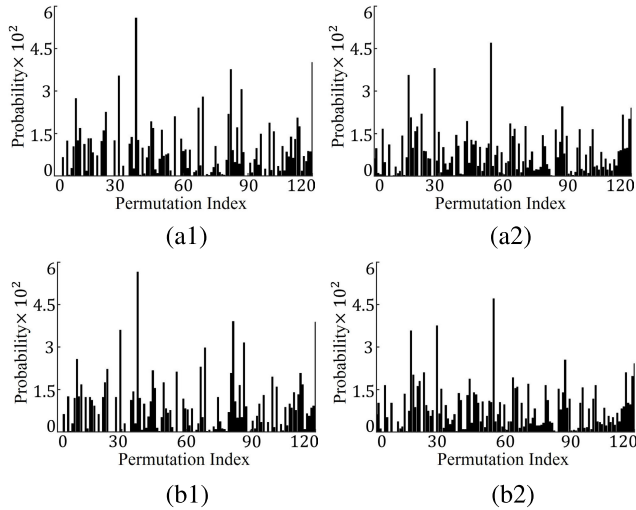 6
4.5
3
1.5
0
Probability× 10²
0 30 60 90 120
Permutation Index
(a1)
6
4.5
3
1.5
0
Probability× 10²
0 30 60 90 120
Permutation Index
(a2)
6
4.5
3
1.5
0
Probability× 10²
0 30 60 90 120
Permutation Index
(b1)
6
4.5
3
1.5
0
Probability× 10²
0 30 60 90 120
Permutation Index
(b2)